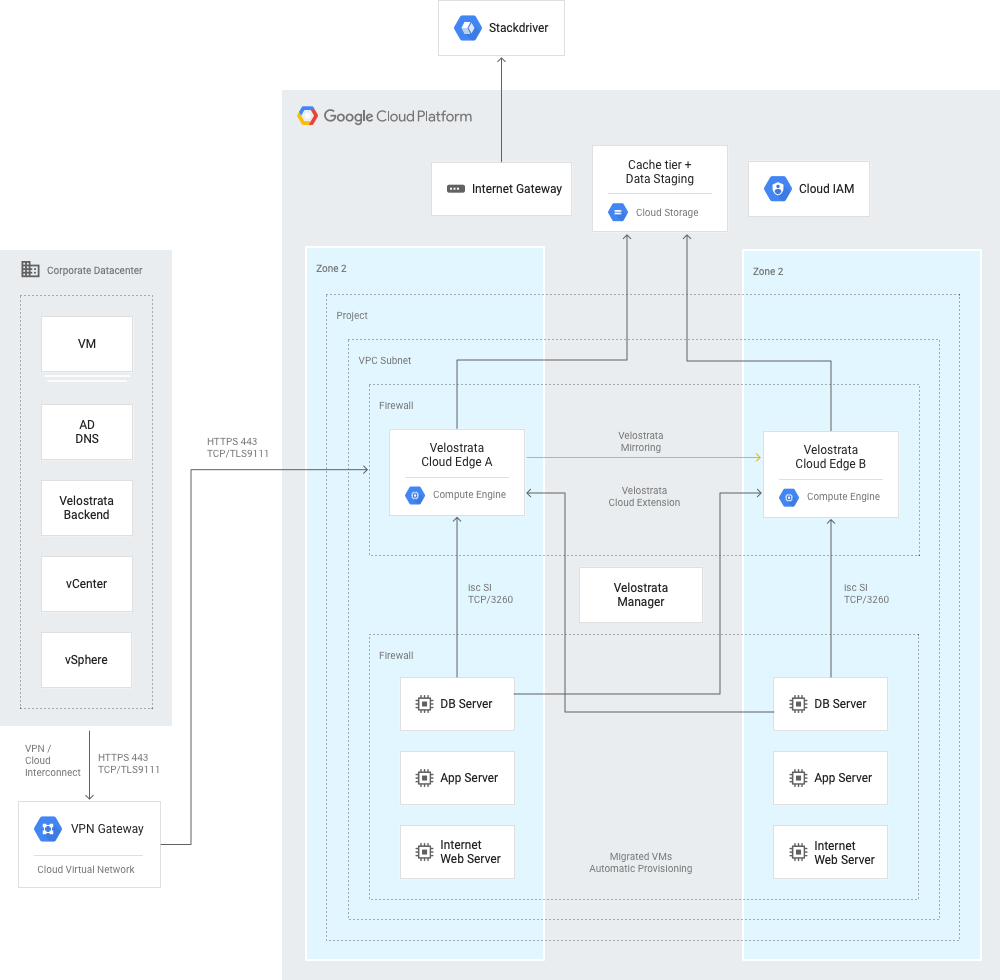 Stackdriver
Google Cloud Platform
Internet Gateway
Cache tier +
Data Staging
Cloud Storage
Cloud IAM
Corporate Datacenter
VM
AD
DNS
Velostrata
Backend
vCenter
vSphere
VPN /
Cloud
Interconnect
HTTPS 443
TCP/TLS9111
VPN Gateway
Cloud Virtual Network
HTTPS 443
TCP/TLS9111
Zone 2
Zone 2
Project
VPC Subnet
Firewall
Velostrata
Cloud Edge A
Compute Engine
Velostrata
Mirroring
Velostrata
Cloud Extension
Velostrata
Cloud Edge B
Compute Engine
isc SI
TCP/3260
Velostrata
Manager
isc SI
TCP/3260
Firewall
DB Server
App Server
Internet
Web Server
Migrated VMs
Automatic Provisioning
DB Server
App Server
Internet
Web Server